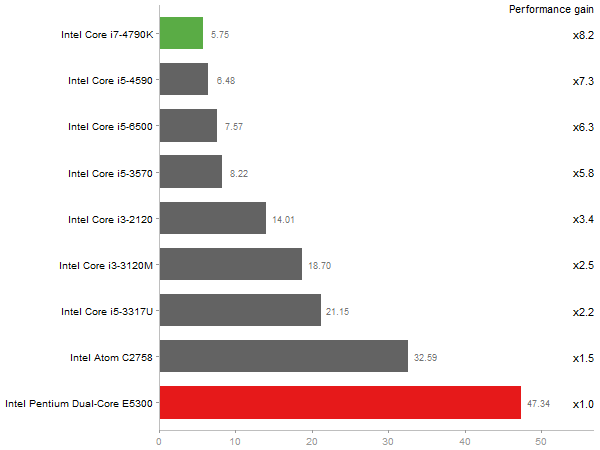 Performance gain
Intel Core i7-4790K 5.75 x8.2
Intel Core i5-4590 6.48 x7.3
Intel Core i5-6500 7.57 x6.3
Intel Core i5-3570 8.22 x5.8
Intel Core i3-2120 14.01 x3.4
Intel Core i3-3120M 18.70 x2.5
Intel Core i5-3317U 21.15 x2.2
Intel Atom C2758 32.59 x1.5
Intel Pentium Dual-Core E5300 47.34 x1.0
0 10 20 30 40 50